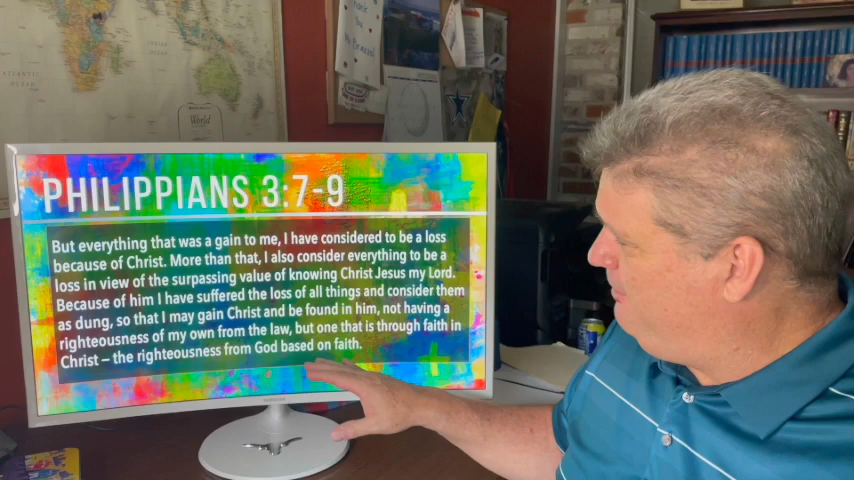 ATLANTIC
INDIAN
OCEAN
World
PHILIPPIANS 3:7-9
But everything that was a gain to me, I have considered to be a loss
because of Christ. More than that, I also consider everything to be a
loss in view of the surpassing value of knowing Christ Jesus my Lord.
Because of him I have suffered the loss of all things and consider them
as dung, so that I may gain Christ and be found in him, not having a
righteousness of my own from the law, but one that is through faith in
Christ – the righteousness from God based on faith.